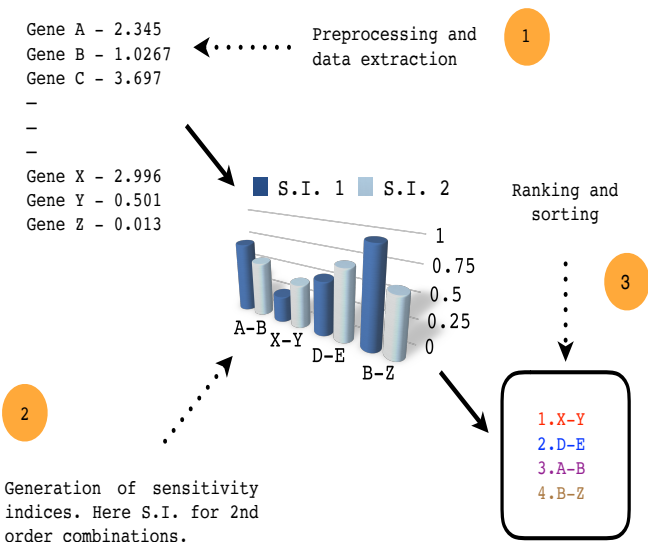 Gene A - 2.345
Gene B - 1.0267
Gene C - 3.697
–
–
–
Gene X - 2.996
Gene Y - 0.501
Gene Z - 0.013
Preprocessing and
data extraction
1
S.I. 1 S.I. 2
1
0.75
0.5
0.25
0
A-B
X-Y
D-E
B-Z
Ranking and
sorting
3
2
Generation of sensitivity
indices. Here S.I. for 2nd
order combinations.
1.X-Y
2.D-E
3.A-B
4.B-Z